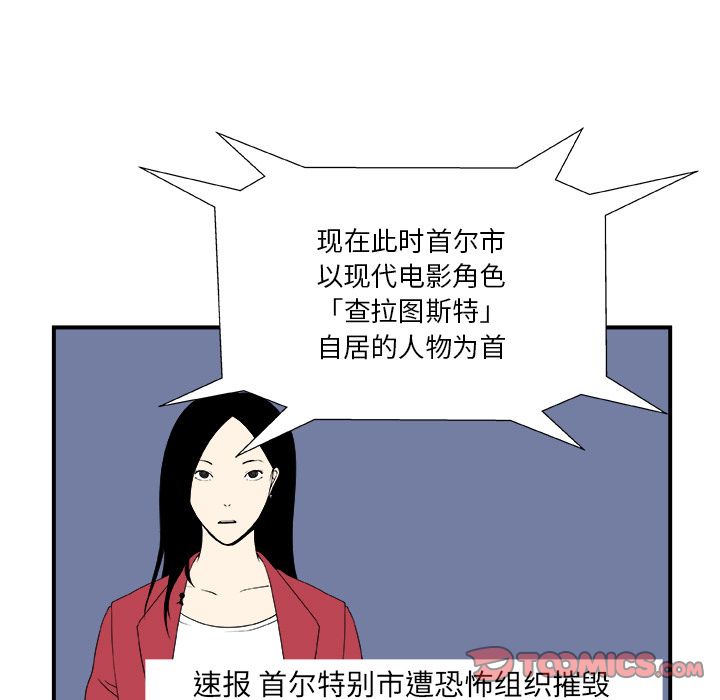 现在此时首尔市
以现代电影角色
「查拉图斯特」
自居的人物为首
速报 首尔特别市遭恐怖组织摧毁
TOOMICS.COM